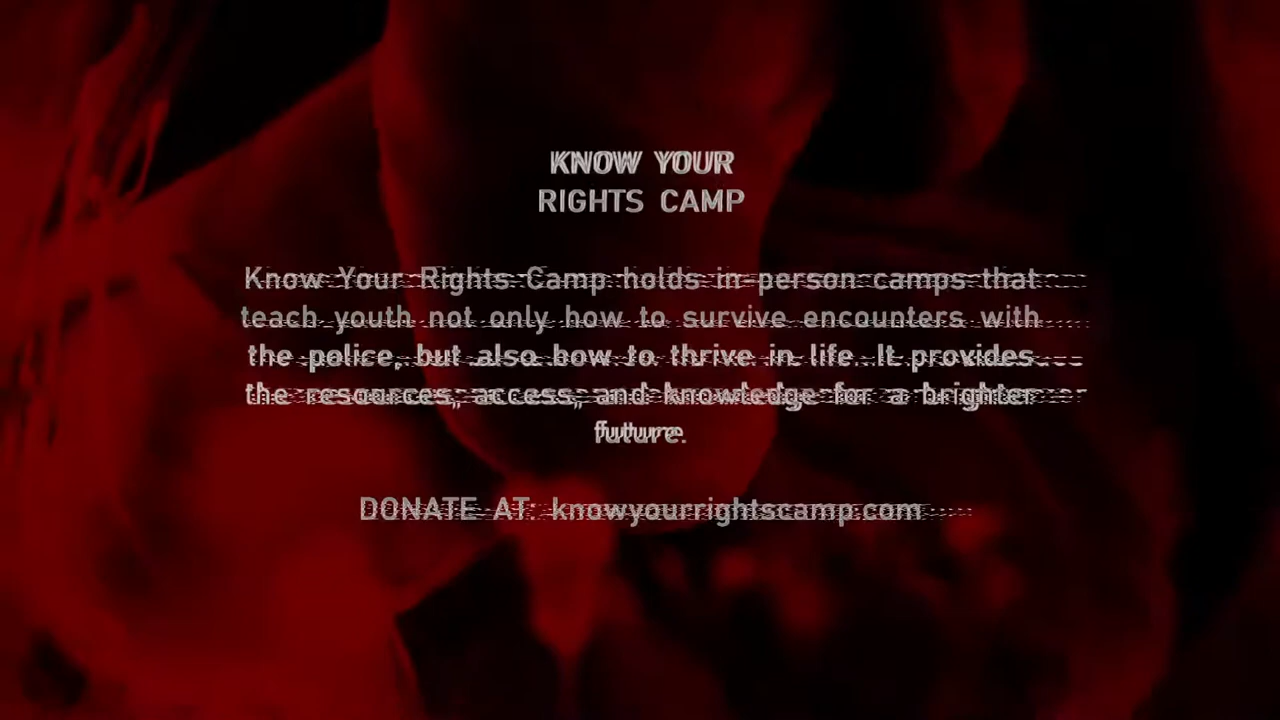 KNOW YOUR
RIGHTS CAMP
Know Your Rights Camp holds in-person camps that
teach youth not only how to survive encounters with
the police, but also how to thrive in life. It provides
the resources, access, and knowledge for a brighter
future.
DONATE AT: knowyourrightscamp.com